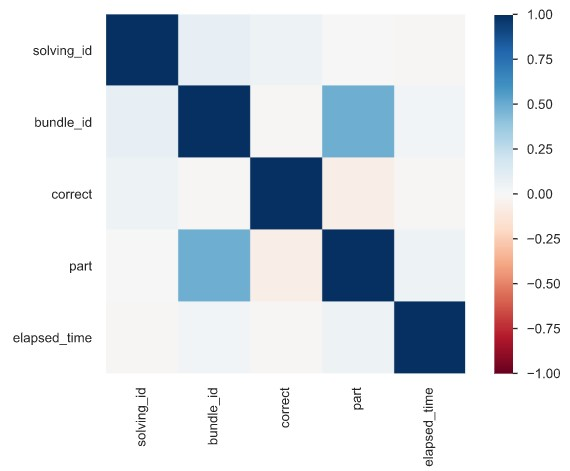 solving_id
bundle_id
correct
part
elapsed_time
solving_id
bundle_id
correct
part
elapsed_time
1.00
0.75
0.50
0.25
0.00
−0.25
−0.50
−0.75
−1.00